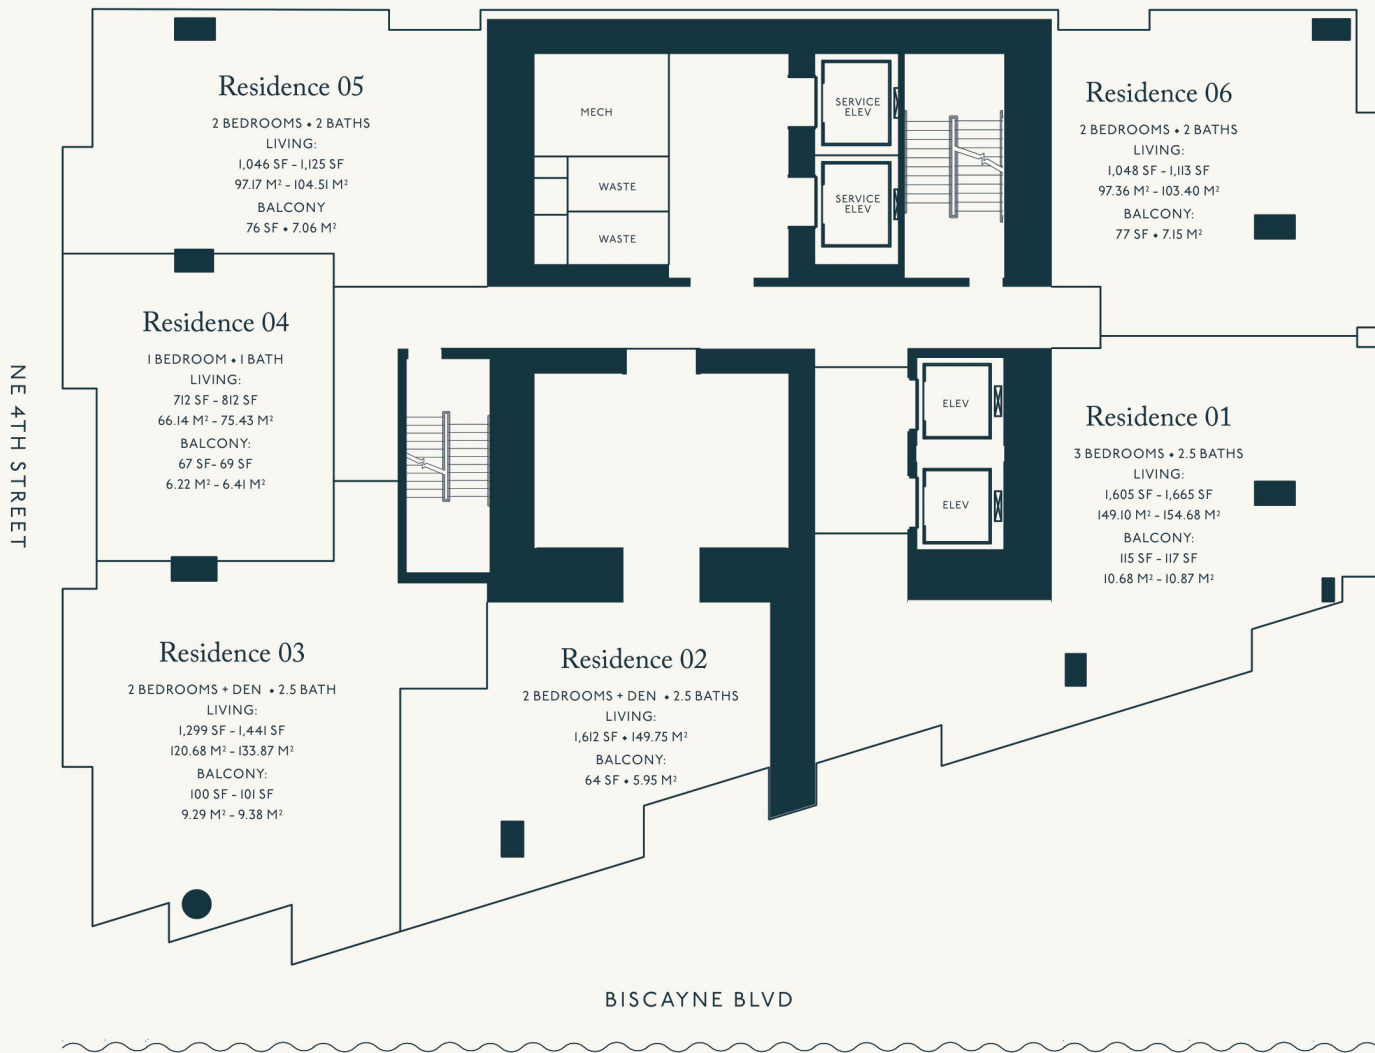 Residence 05
2 BEDROOMS • 2 BATHS
LIVING:
1,046 SF - 1,125 SF
97.17 M² - 104.51 M²
BALCONY
76 SF • 7.06 M²
MECH
WASTE
WASTE
SERVICE
ELEV
SERVICE
ELEV
Residence 06
2 BEDROOMS • 2 BATHS
LIVING:
1,048 SF - 1,113 SF
97.36 M² - 103.40 M²
BALCONY:
77 SF • 7.15 M²
Residence 04
1 BEDROOM • 1 BATH
LIVING:
712 SF - 812 SF
66.14 M² - 75.43 M²
BALCONY:
67 SF- 69 SF
6.22 M² - 6.41 M²
NE 4TH STREET
ELEV
ELEV
Residence 01
3 BEDROOMS • 2.5 BATHS
LIVING:
1,605 SF - 1,665 SF
149.10 M² - 154.68 M²
BALCONY:
115 SF - 117 SF
10.68 M² - 10.87 M²
Residence 03
2 BEDROOMS + DEN • 2.5 BATH
LIVING:
1,299 SF - 1,441 SF
120.68 M² - 133.87 M²
BALCONY:
100 SF - 101 SF
9.29 M² - 9.38 M²
Residence 02
2 BEDROOMS + DEN • 2.5 BATHS
LIVING:
1,612 SF • 149.75 M²
BALCONY:
64 SF • 5.95 M²
BISCAYNE BLVD